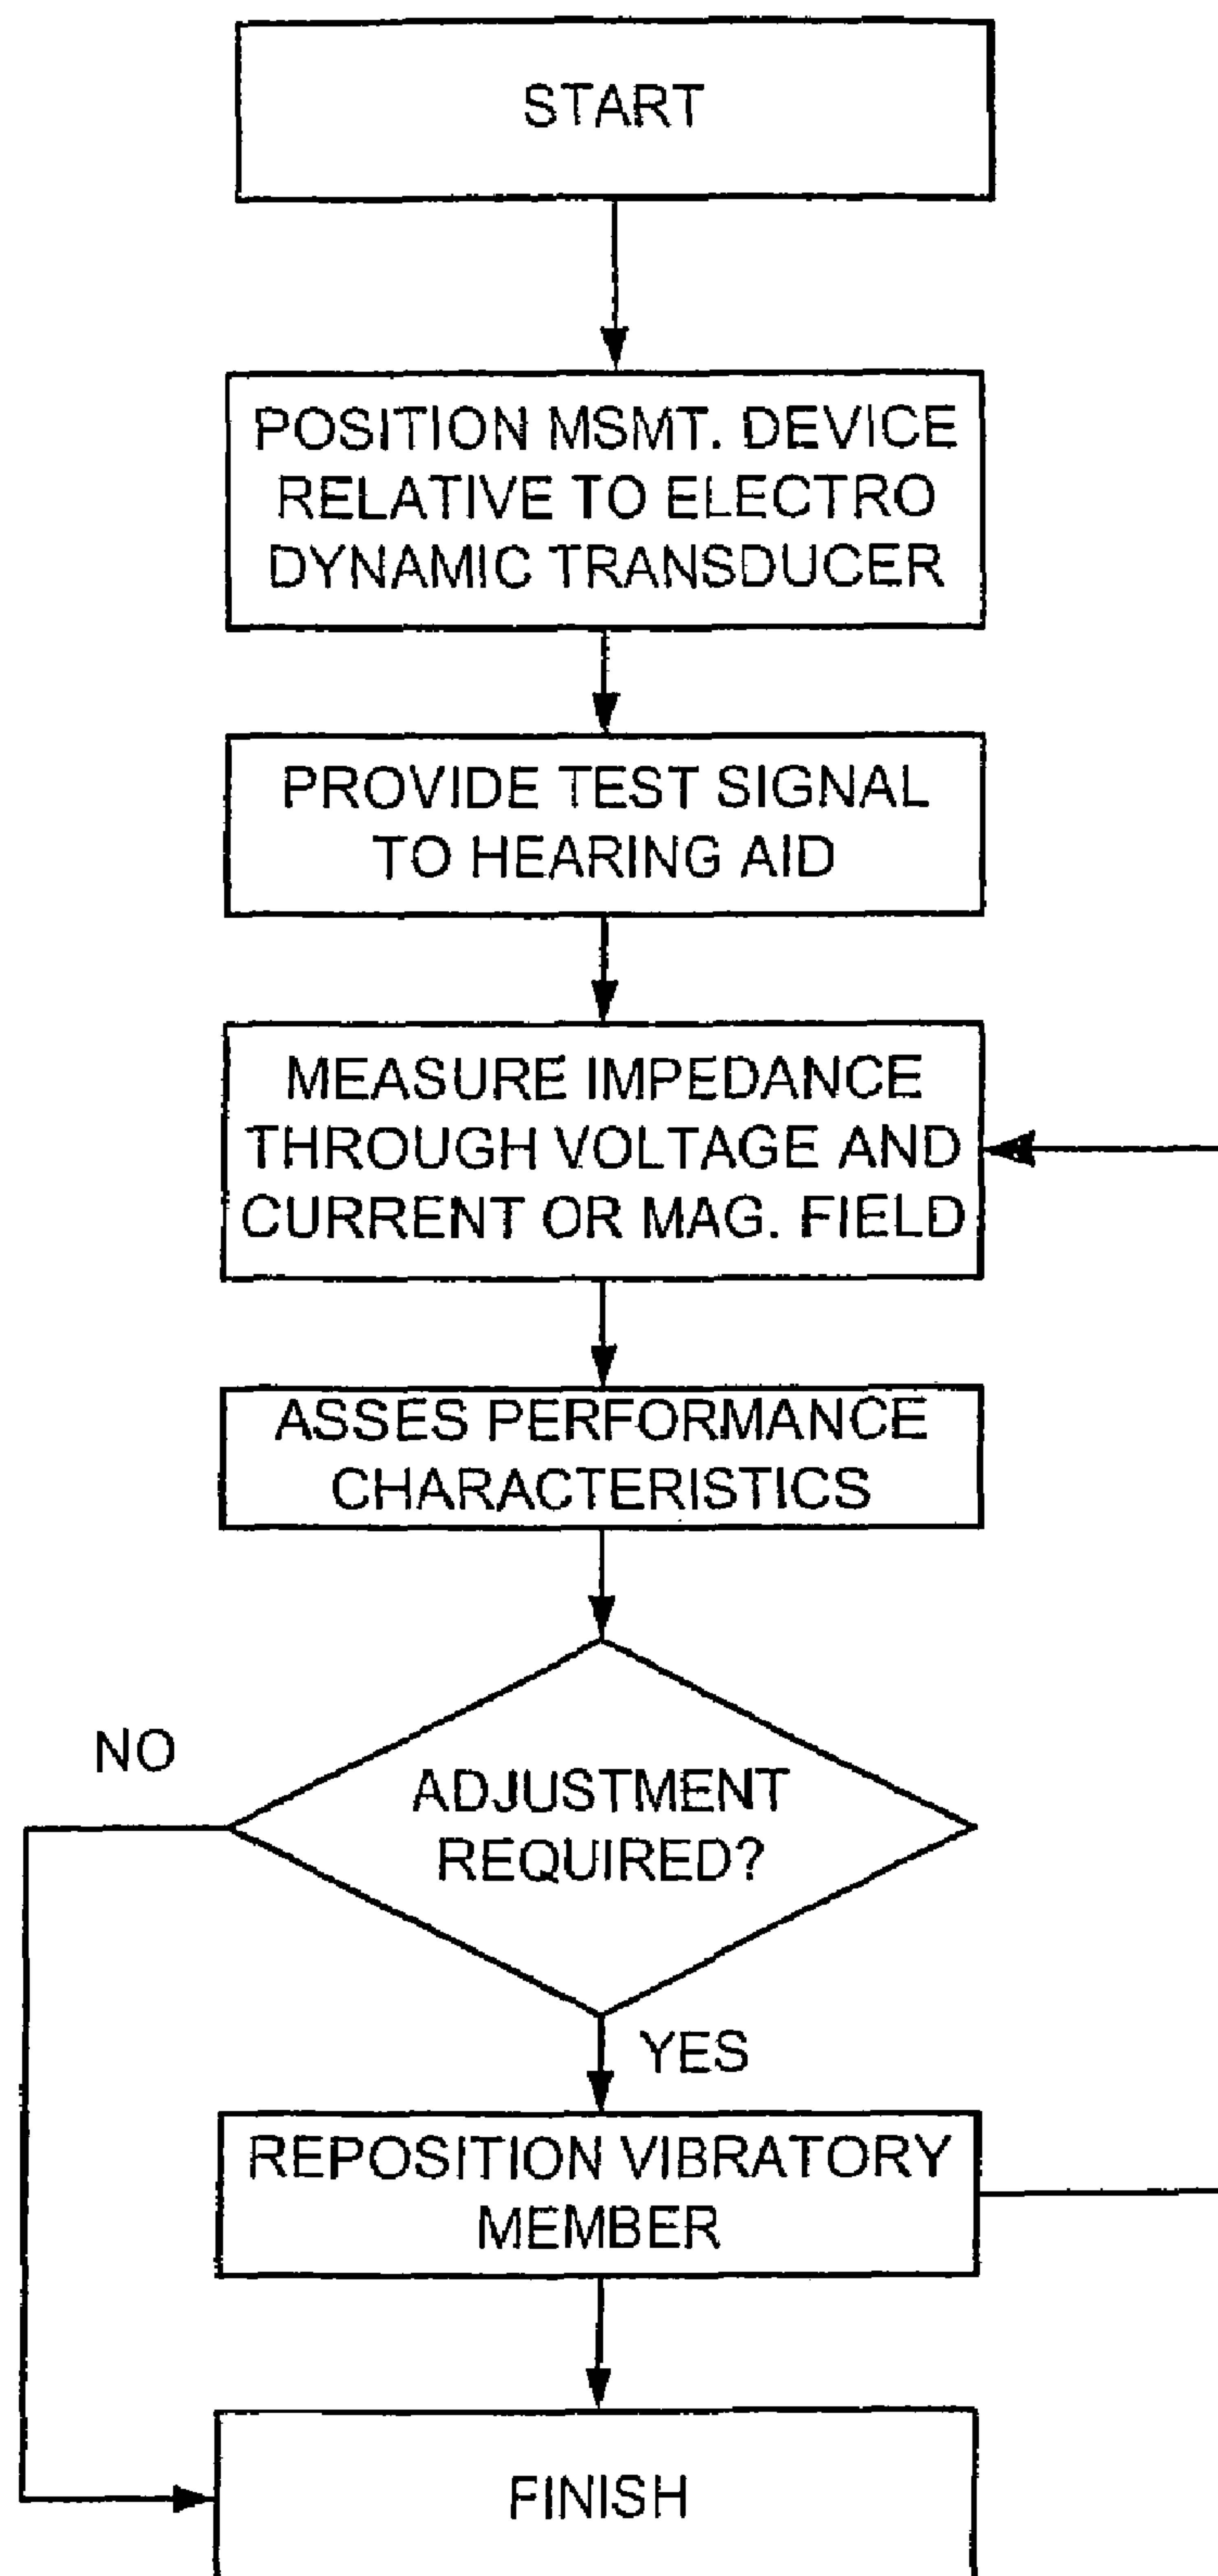 START
POSITION MSMT. DEVICE
RELATIVE TO ELECTRO
DYNAMIC TRANSDUCER
PROVIDE TEST SIGNAL
TO HEARING AID
MEASURE IMPEDANCE
THROUGH VOLTAGE AND
CURRENT OR MAG. FIELD
ASSES PERFORMANCE
CHARACTERISTICS
NO
ADJUSTMENT
REQUIRED?
YES
REPOSITION VIBRATORY
MEMBER
FINISH